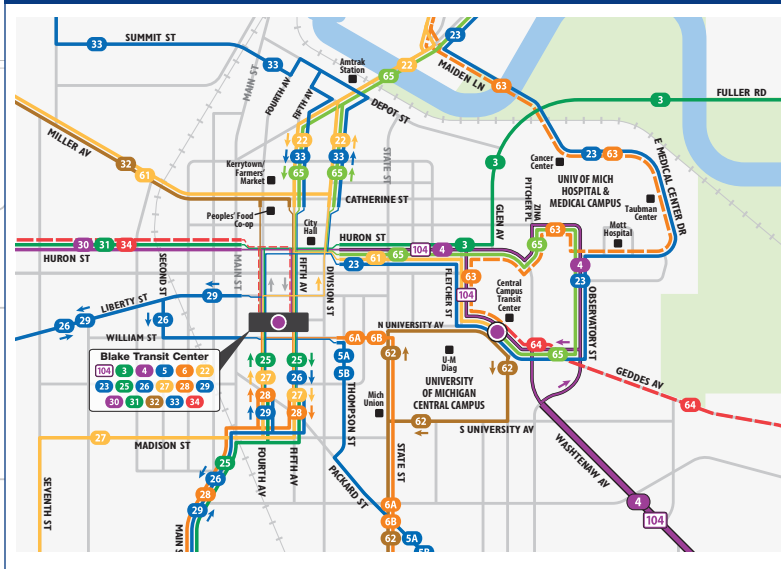 SUMMIT ST
33
33
MAIN ST
FOURTH AV
FIFTH AV
DEPOT ST
Amtrak
Station
22
65
23
MAIDEN LN
63
3
FULLER RD
MILLER AV
32
61
22
33
65
22
33
65
STATE ST
Kerrytown/
Farmers'
Market
CATHERINE ST
Peoples' Food
Co-op
City
Hall
3
GLEN AV
Cancer
Center
23
63
UNIV OF MICH
HOSPITAL &
MEDICAL CAMPUS
E MEDICAL CENTER DR
Taubman
Center
Mott
Hospital
ZINA
PITCHER PL
63
65
30
31
34
HURON ST
HURON ST
104
4
3
61
65
23
MAIN ST
FIFTH AV
DIVISION ST
SECOND ST
63
104
FLETCHER ST
Central
Campus
Transit
Center
4
23
OBSERVATORY ST
LIBERTY ST
29
26
29
26
WILLIAM ST
Blake Transit Center
104 3 4 5 6 22
23 25 26 27 28 29
30 31 32 33 34
6A 6B
5A
5B
THOMPSON ST
N UNIVERSITY AV
62
U-M
Diag
UNIVERSITY
OF MICHIGAN
CENTRAL CAMPUS
62
64
65
GEDDES AV
64
Mich
Union
62
S UNIVERSITY AV
25
27
28
29
25
26
27
28
27
MADISON ST
SEVENTH ST
25
26
28
29
MAIN S
FOURTH AV
FIFTH AV
PACKARD ST
STATE ST
6A
6B
62
5A
5B
WASHTENAW AV
4
104